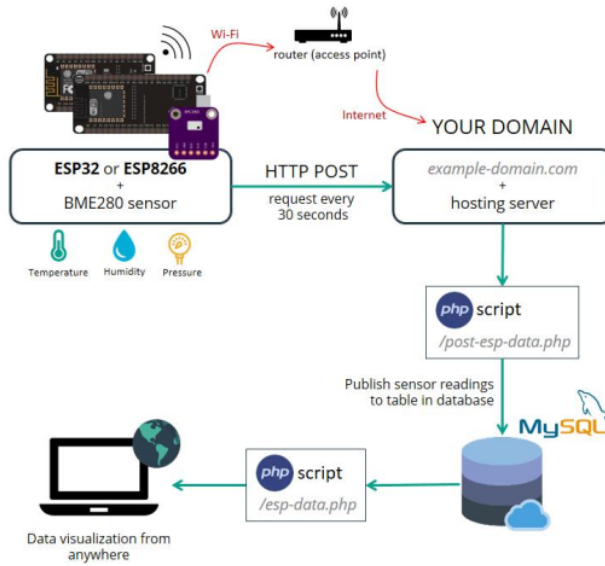 Wi-Fi
router (access point)
Internet
YOUR DOMAIN
ESP32 or ESP8266
+
BME280 sensor
HTTP POST
request every
30 seconds
example-domain.com
+
hosting server
Temperature
Humidity
Pressure
php script
/post-esp-data.php
Publish sensor readings
to table in database
MySQL
php script
/esp-data.php
Data visualization from
anywhere